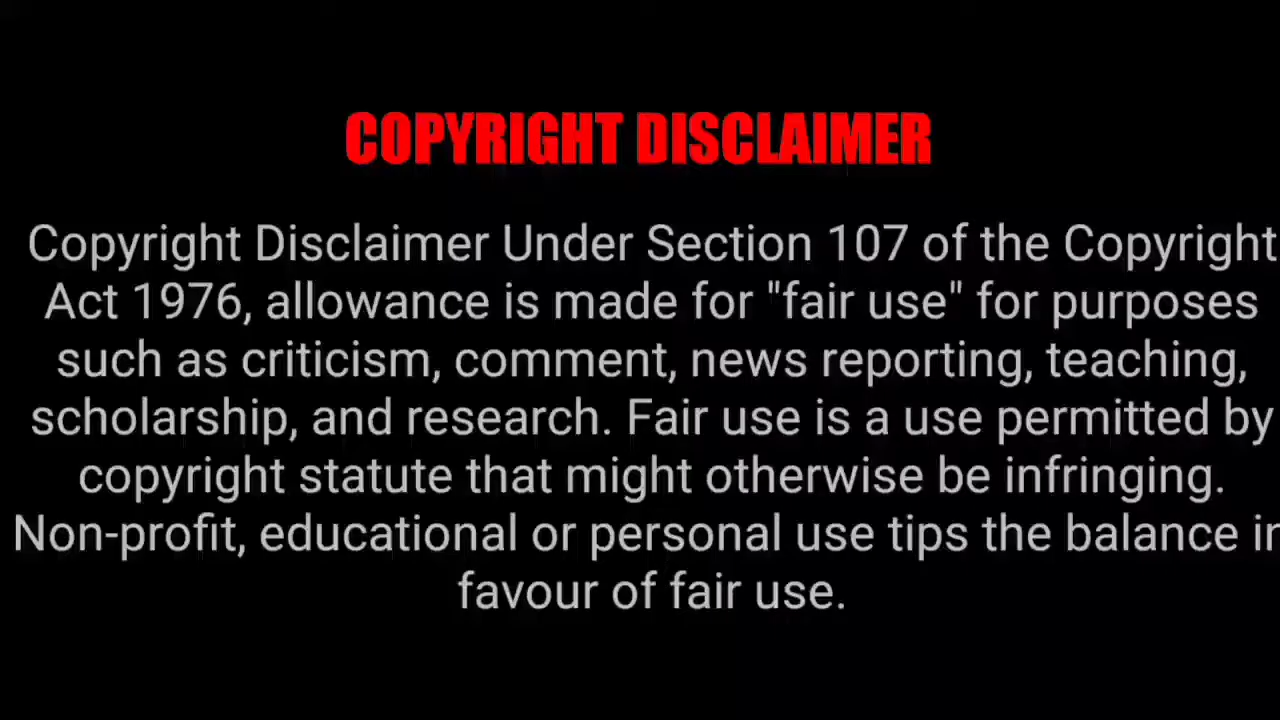 COPYRIGHT DISCLAIMER
Copyright Disclaimer Under Section 107 of the Copyright
Act 1976, allowance is made for "fair use" for purposes
such as criticism, comment, news reporting, teaching,
scholarship, and research. Fair use is a use permitted by
copyright statute that might otherwise be infringing.
Non-profit, educational or personal use tips the balance in
favour of fair use.